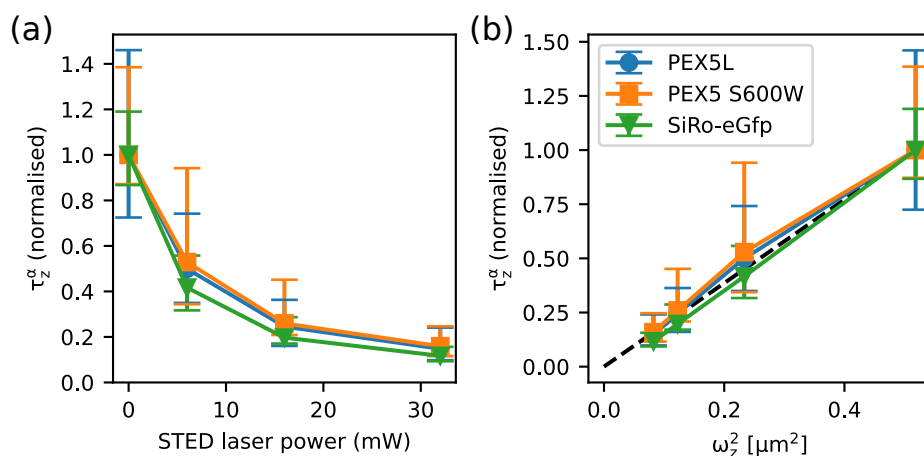 (a)
τzα (normalised)
1.4
1.2
1.0
0.8
0.6
0.4
0.2
0.0
0
10
20
30
STED laser power (mW)
(b)
τzα (normalised)
1.50
1.25
1.00
0.75
0.50
0.25
0.00
0.0
0.2
0.4
ωz2 [μm2]
PEX5L
PEX5 S600W
SiRo-eGfp